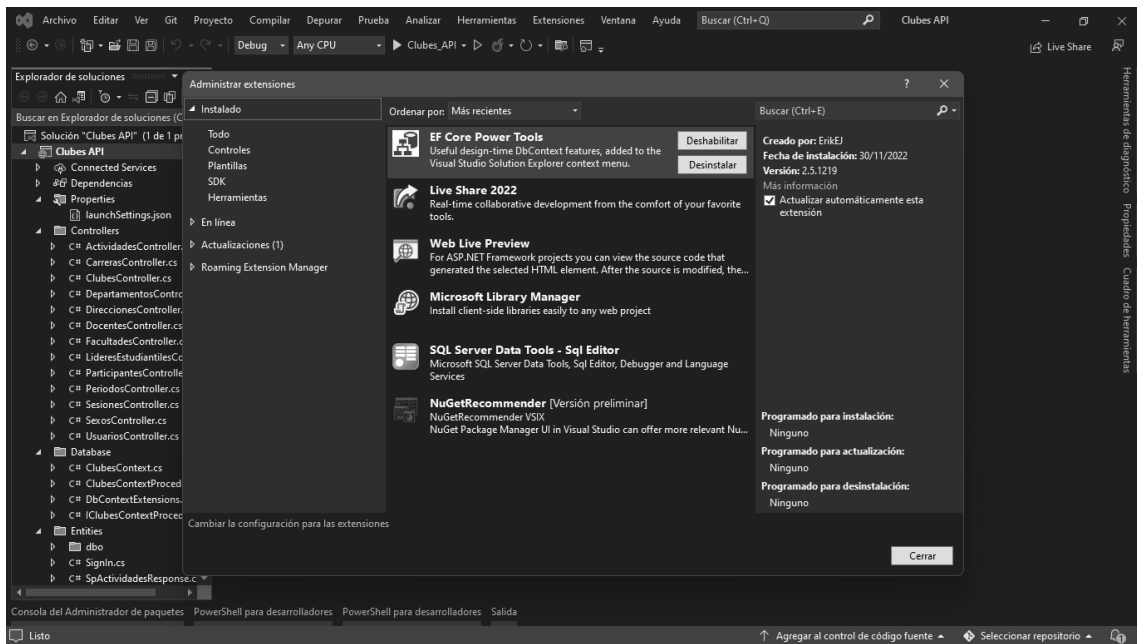 Archivo Editar Ver Git Proyecto Compilar Depurar Prueba Analizar Herramientas Extensiones Ventana Ayuda Buscar (Ctrl+Q) Clubes API
Debug Any CPU Clubes_API Live Share
Explorador de soluciones
Buscar en Explorador de soluciones (C
Solución "Clubes API" (1 de 1 pr
Clubes API
Connected Services
Dependencias
Properties
launchSettings.json
Controllers
C# ActividadesController.
C# CarrerasController.cs
C# ClubesController.cs
C# DepartamentosContro
C# DireccionesController.
C# DocentesController.cs
C# FacultadesController.c
C# LideresEstudiantilesCo
C# ParticipantesControlle
C# PeriodosController.cs
C# SesionesController.cs
C# SexosController.cs
C# UsuariosController.cs
Database
C# ClubesContext.cs
C# ClubesContextProced
C# DbContextExtensions.
C# IClubesContextProced
Entities
dbo
C# SignIn.cs
C# SpActividadesResponse.c
Administrar extensiones
Instalado
Todo
Controles
Plantillas
SDK
Herramientas
En línea
Actualizaciones (1)
Roaming Extension Manager
Cambiar la configuración para las extensiones
Ordenar por: Más recientes
EF Core Power Tools
Useful design-time DbContext features, added to the
Visual Studio Solution Explorer context menu.
Deshabilitar
Desinstalar
Live Share 2022
Real-time collaborative development from the comfort of your favorite
tools.
Web Live Preview
For ASP.NET Framework projects you can view the source code that
generated the selected HTML element. After the source is modified, the...
Microsoft Library Manager
Install client-side libraries easily to any web project
SQL Server Data Tools - Sql Editor
Microsoft SQL Server Data Tools, Sql Editor, Debugger and Language
Services
NuGetRecommender [Versión preliminar]
NuGetRecommender VSIX
NuGet Package Manager UI in Visual Studio can offer more relevant Nu...
Buscar (Ctrl+E)
Creado por: ErikEJ
Fecha de instalación: 30/11/2022
Versión: 2.5.1219
Más información
Actualizar automáticamente esta
extensión
Programado para instalación:
Ninguno
Programado para actualización:
Ninguno
Programado para desinstalación:
Ninguno
Cerrar
Herramientas de diagnóstico
Propiedades
Cuadro de herramientas
Consola del Administrador de paquetes PowerShell para desarrolladores PowerShell para desarrolladores Salida
Listo Agregar al control de código fuente Seleccionar repositorio